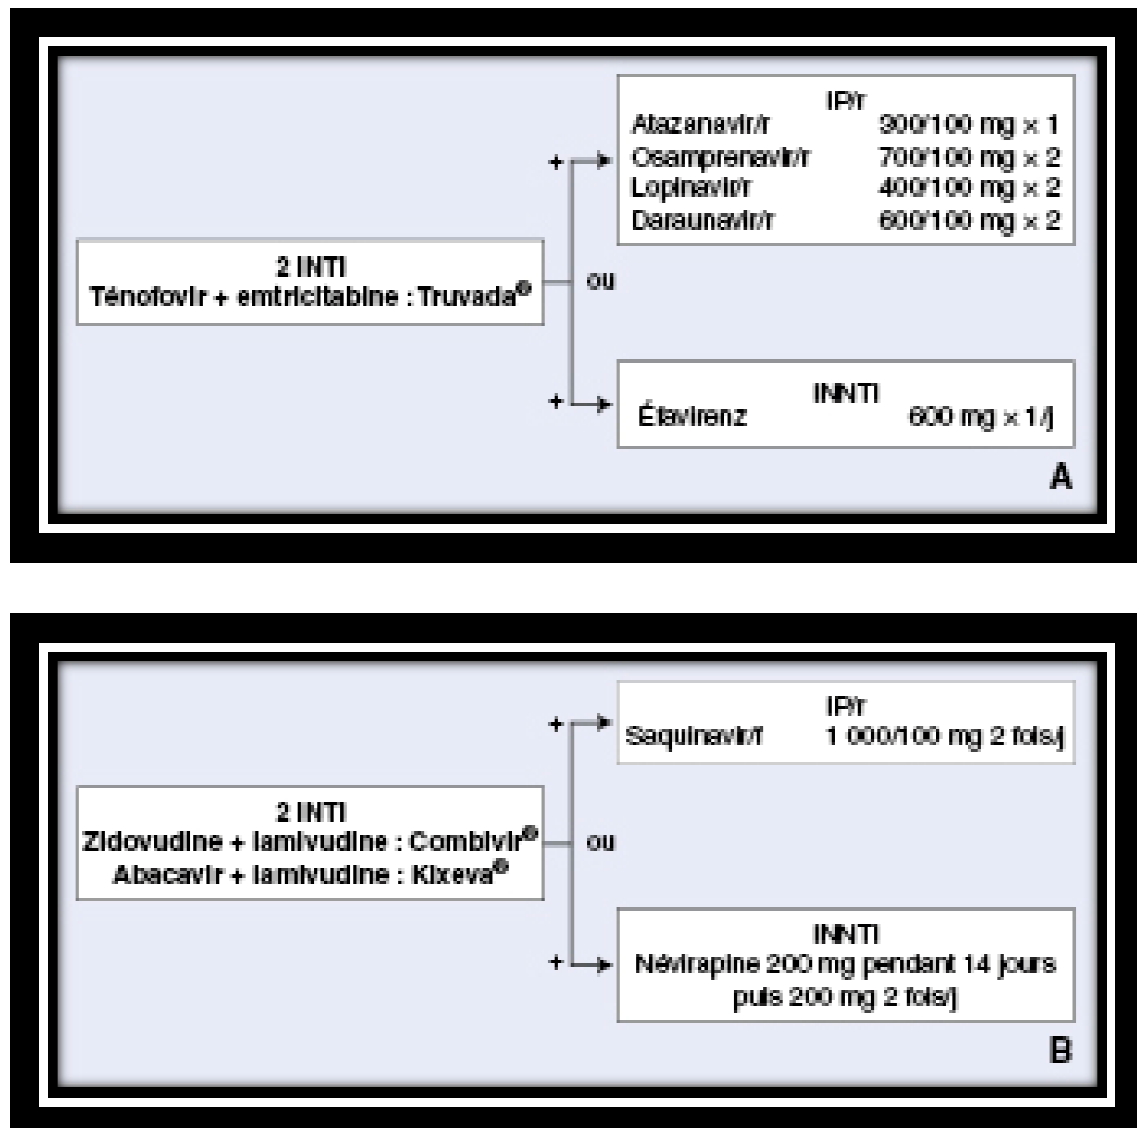 IP/r
Atazanavir/r 300/100 mg × 1
Osamprenavir/r 700/100 mg × 2
Lopinavir/r 400/100 mg × 2
Daraunavir/r 600/100 mg × 2
+
2 INTI
Ténofovir + emtricitabine : Truvada®
ou
+
INNTI
Éfavirenz 600 mg × 1/j
A
IP/r
+
Saquinavir/r 1 000/100 mg 2 fois/j
2 INTI
Zidovudine + lamivudine : Combivir®
ou
Abacavir + lamivudine : Kixeva®
INNTI
+
Névirapine 200 mg pendant 14 jours
puis 200 mg 2 fois/j
B